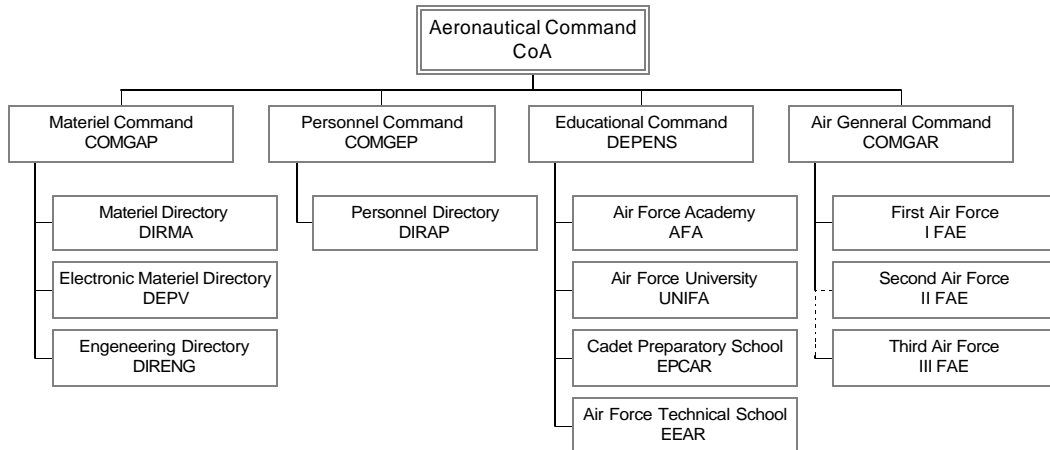 Aeronautical Command
CoA
Materiel Command
COMGAP
Personnel Command
COMGEP
Educational Command
DEPENS
Air Genneral Command
COMGAR
Materiel Directory
DIRMA
Electronic Materiel Directory
DEPV
Engeneering Directory
DIRENG
Personnel Directory
DIRAP
Air Force Academy
AFA
Air Force University
UNIFA
Cadet Preparatory School
EPCAR
Air Force Technical School
EEAR
First Air Force
I FAE
Second Air Force
II FAE
Third Air Force
III FAE